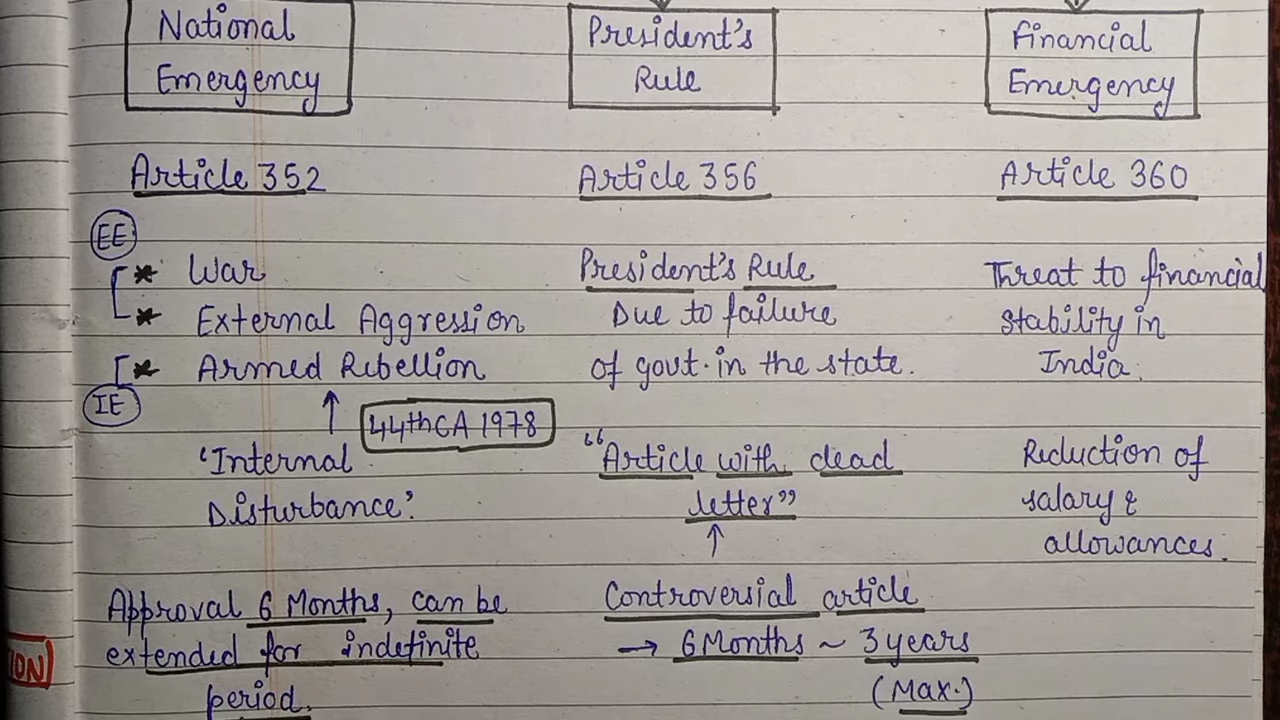 National
Emergency
Article 352
EE
* War
* External Aggression
* Armed Rebellion
IE
↑ 44th CA 1978
'Internal
Disturbance'.
Approval 6 Months, can be
extended for indefinite
period.
President's
Rule
Article 356
President's Rule
Due to failure
of govt. in the state.
"Article with dead
letter"
↑
Controversial article
→ 6 Months ~ 3 years
(Max.)
Financial
Emergency
Article 360
Threat to financial
stability in
India.
Reduction of
salary &
allowances.
ION)